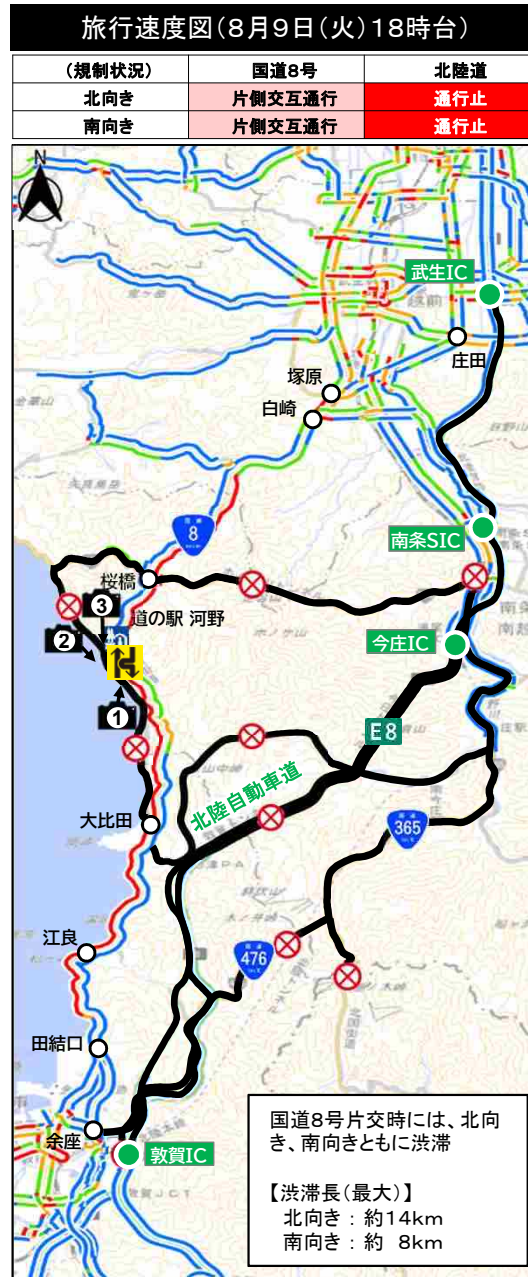 旅行速度図(8月9日(火)18時台)
(規制状況) 国道8号 北陸道
北向き 片側交互通行 通行止
南向き 片側交互通行 通行止
N
武生IC
庄田
塚原
白崎
国道
8
南条SIC
桜橋
3
道の駅 河野
今庄IC
2
1
E8
北陸自動車道
大比田
365
江良
国道
476
田結口
余座
敦賀IC
国道8号片交時には、北向
き、南向きともに渋滞
【渋滞長(最大)】
北向き : 約14km
南向き : 約 8km